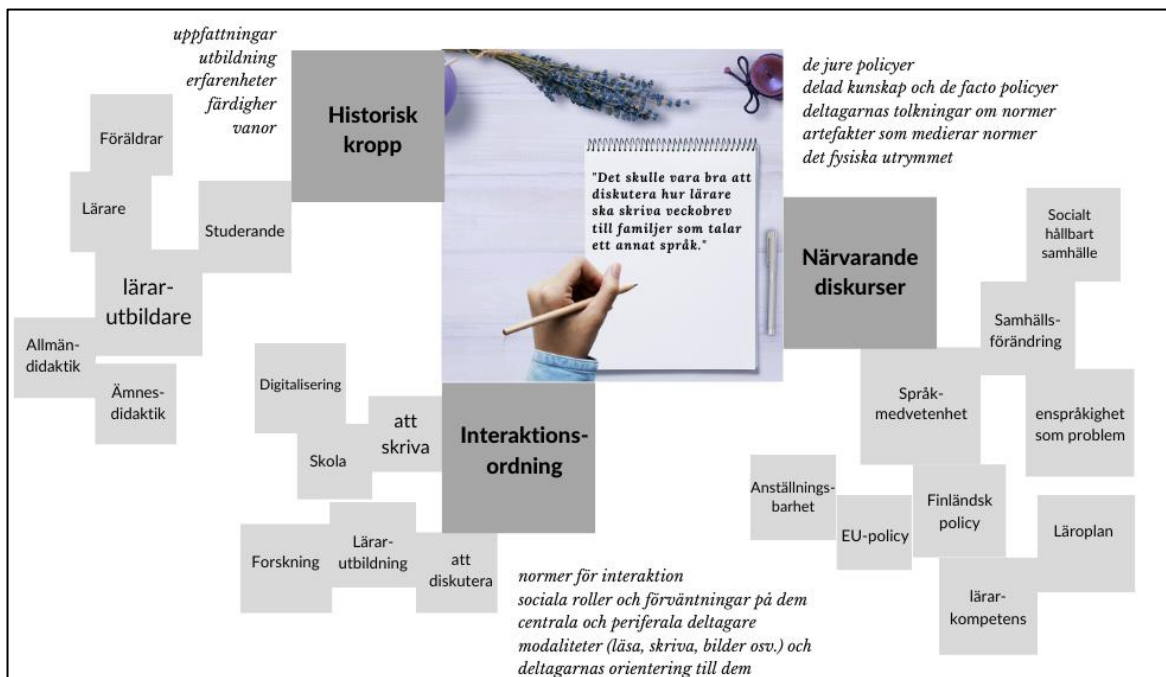 uppfattningar
utbildning
erfarenheter
färdigher
vanor
Historisk
kropp
"Det skulle vara bra att
diskutera hur lärare
ska skriva veckobrev
till familjer som talar
ett annat språk."
de jure policyer
delad kunskap och de facto policyer
deltagarnas tolkningar om normer
artefakter som medierar normer
det fysiska utrymmet
Föräldrar
Lärare
Studerande
lärar-
utbildare
Allmän-
didaktik
Ämnes-
didaktik
Närvarande
diskurser
Socialt
hållbart
samhälle
Samhälls-
förändring
Språk-
medvetenhet
enspråkighet
som problem
Anställnings-
barhet
EU-policy
Finländsk
policy
Läroplan
lärar-
kompetens
Digitalisering
Skola
att
skriva
Interaktions-
ordning
Forskning
Lärar-
utbildning
att
diskutera
normer för interaktion
sociala roller och förväntningar på dem
centrala och periferala deltagare
modaliteter (läsa, skriva, bilder osv.) och
deltagarnas orientering till dem